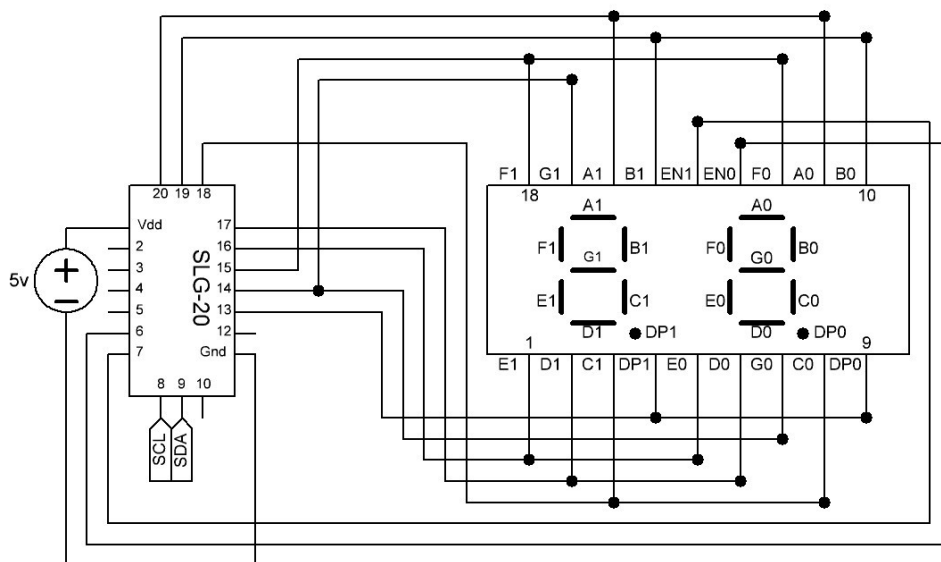 F1 G1 A1 B1 EN1 EN0 F0 A0 B0
20 19 18
18 10
Vdd 17
2 16
3 15
4 14
5 13
6 12
7 Gnd
8 9 10
SLG-20
5v
SCL
SDA
A1 A0
F1 B1 F0 B0
G1 G0
E1 C1 E0 C0
D1 DP1 D0 DP0
1 9
E1 D1 C1 DP1 E0 D0 G0 C0 DP0